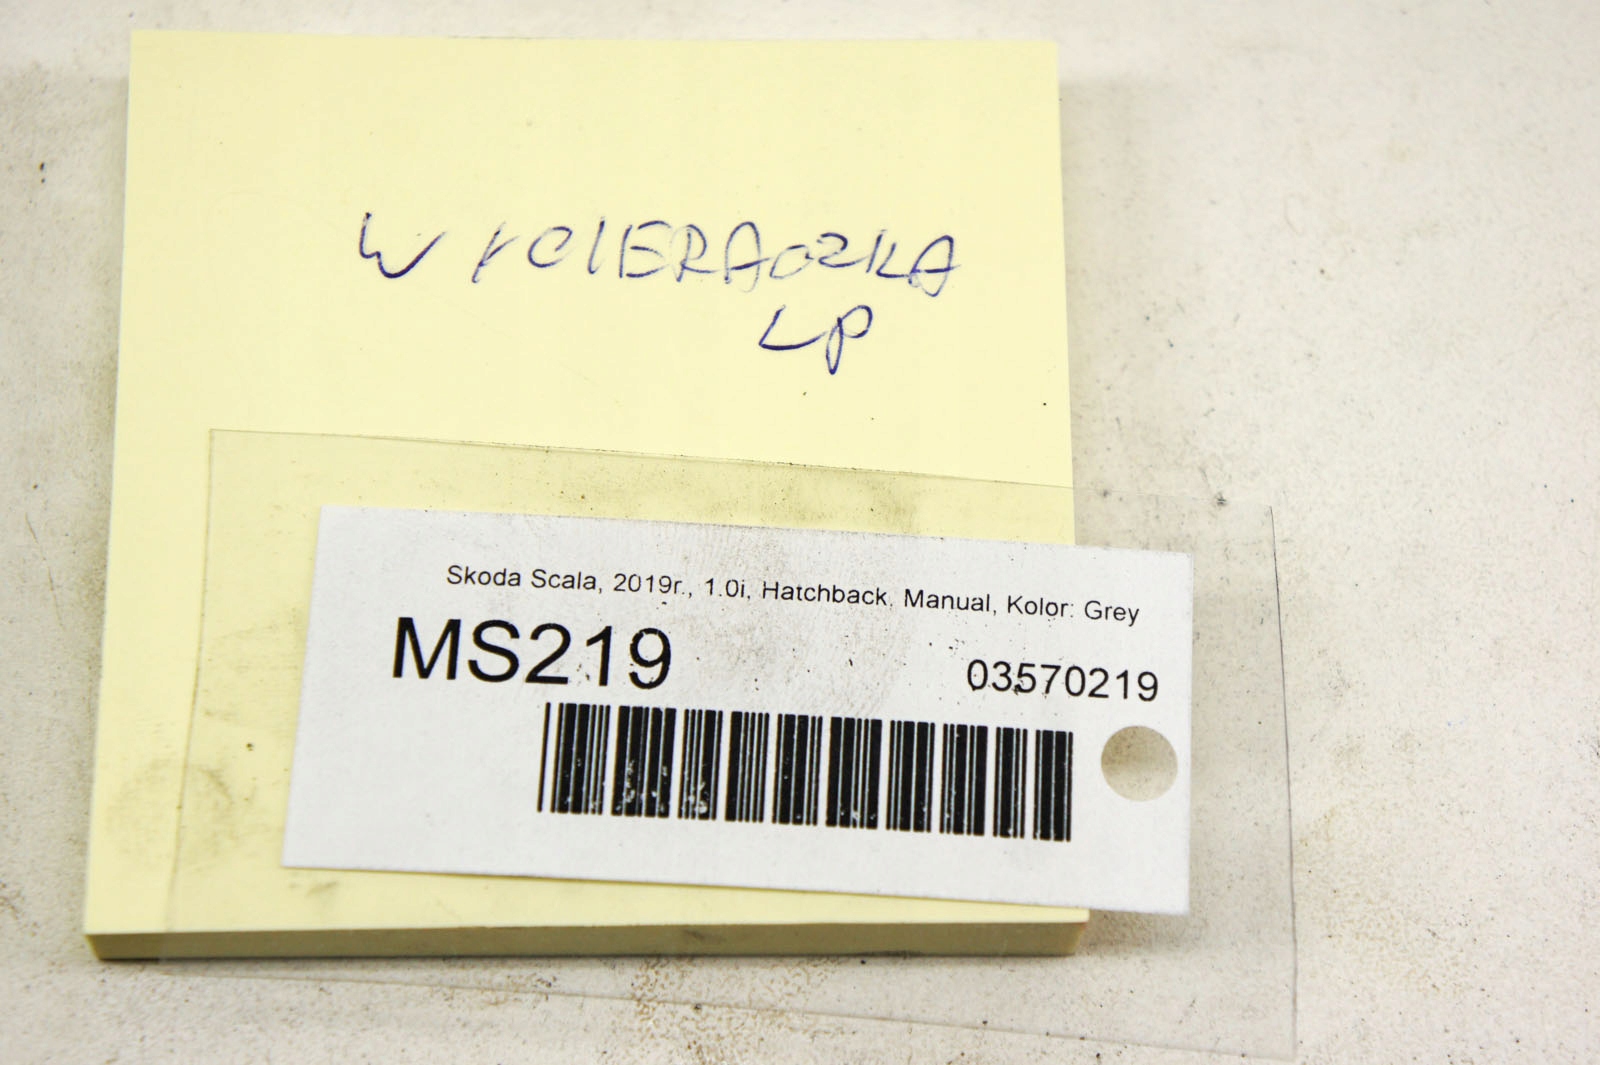 WYCIERACZKA
LP
Skoda Scala, 2019r., 1.0i, Hatchback, Manual, Kolor: Grey
MS219
03570219